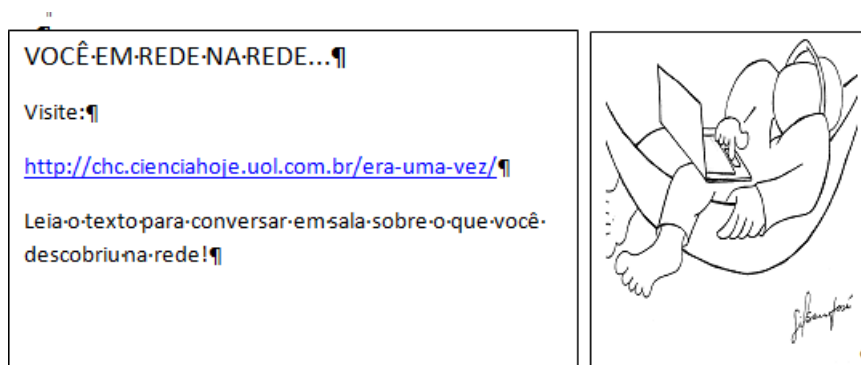 VOCÊ·EM·REDE·NA·REDE...¶
Visite:¶
http://chc.cienciahoje.uol.com.br/era-uma-vez/¶
Leia·o·texto·para·conversar·em·sala·sobre·o·que·você·
descobriu·na·rede!¶